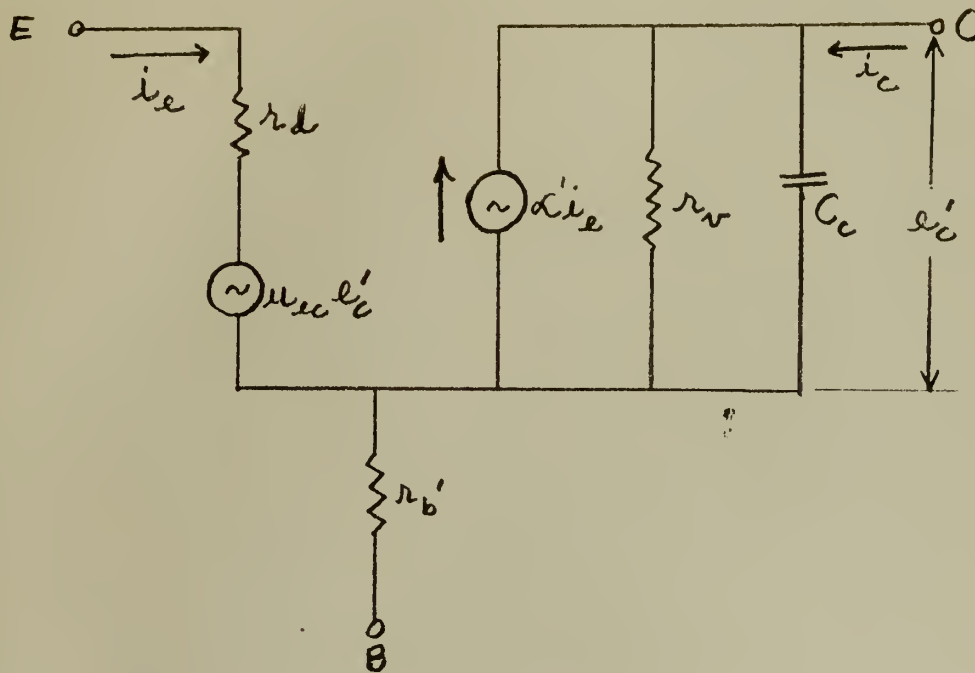 E
C
i_e
i_c
r_d
α'i_e
r_v
C_c
e_c'
μ_ec e_c'
r_b'
B